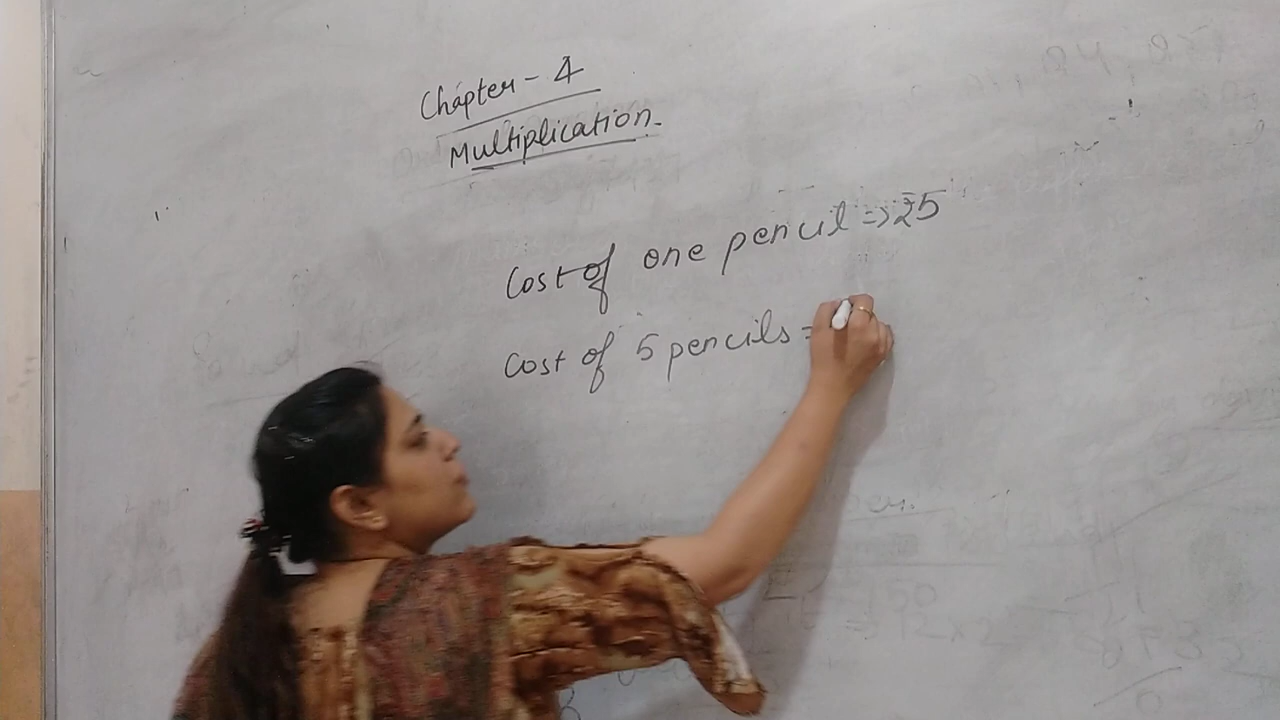 Chapter - 4
Multiplication.
Cost of one pencil => ₹25
Cost of 5 pencils =